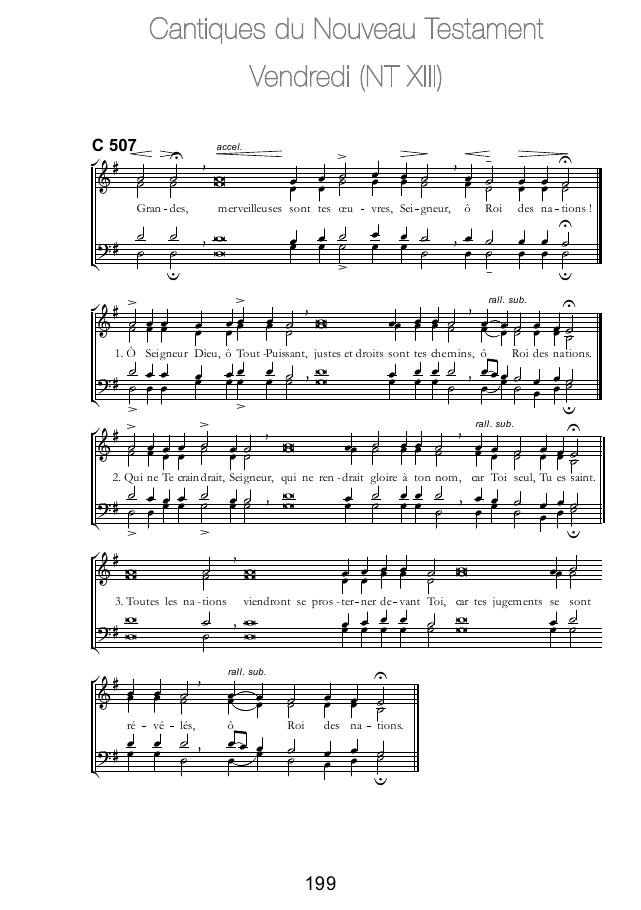 Cantiques du Nouveau Testament
Vendredi (NT XIII)
C 507
accel.
Gran - des, merveilleuses sont tes œu - vres, Sei - gneur, ô Roi des na - tions !
rall. sub.
1. Ô Seigneur Dieu, ô Tout - Puissant, justes et droits sont tes chemins, ô Roi des nations.
rall. sub.
2. Qui ne Te craindrait, Seigneur, qui ne ren - drait gloire à ton nom, car Toi seul, Tu es saint.
3. Toutes les na - tions viendront se pros - ter - ner de - vant Toi, car tes jugements se sont
rall. sub.
ré - vé - lés, ô Roi des na - tions.
199